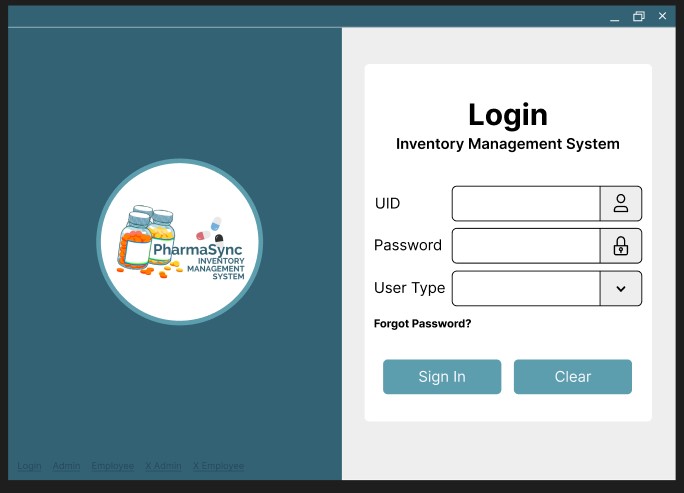 Login
Inventory Management System
UID
Password
User Type
Forgot Password?
Sign In Clear
PharmaSync
INVENTORY
MANAGEMENT
SYSTEM
Login Admin Employee X Admin X Employee